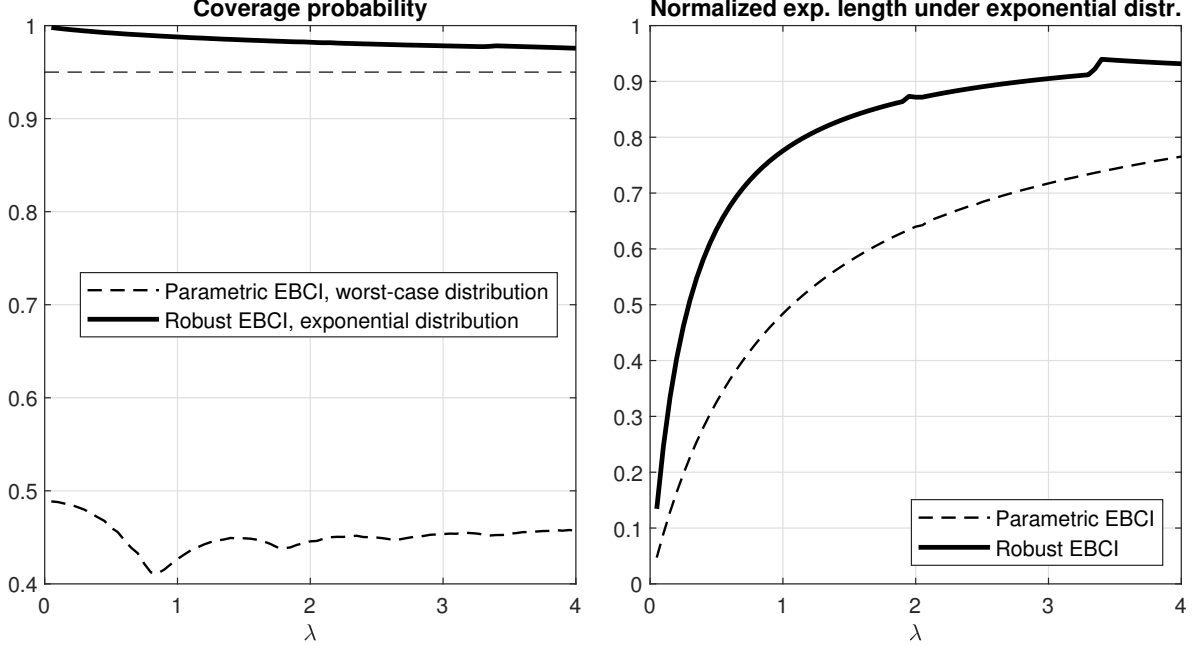 Coverage probability
1
0.9
0.8
0.7
0.6
0.5
0.4
0 1 2 3 4
λ
Parametric EBCI, worst-case distribution
Robust EBCI, exponential distribution
Normalized exp. length under exponential distr.
1
0.9
0.8
0.7
0.6
0.5
0.4
0.3
0.2
0.1
0
0 1 2 3 4
λ
Parametric EBCI
Robust EBCI